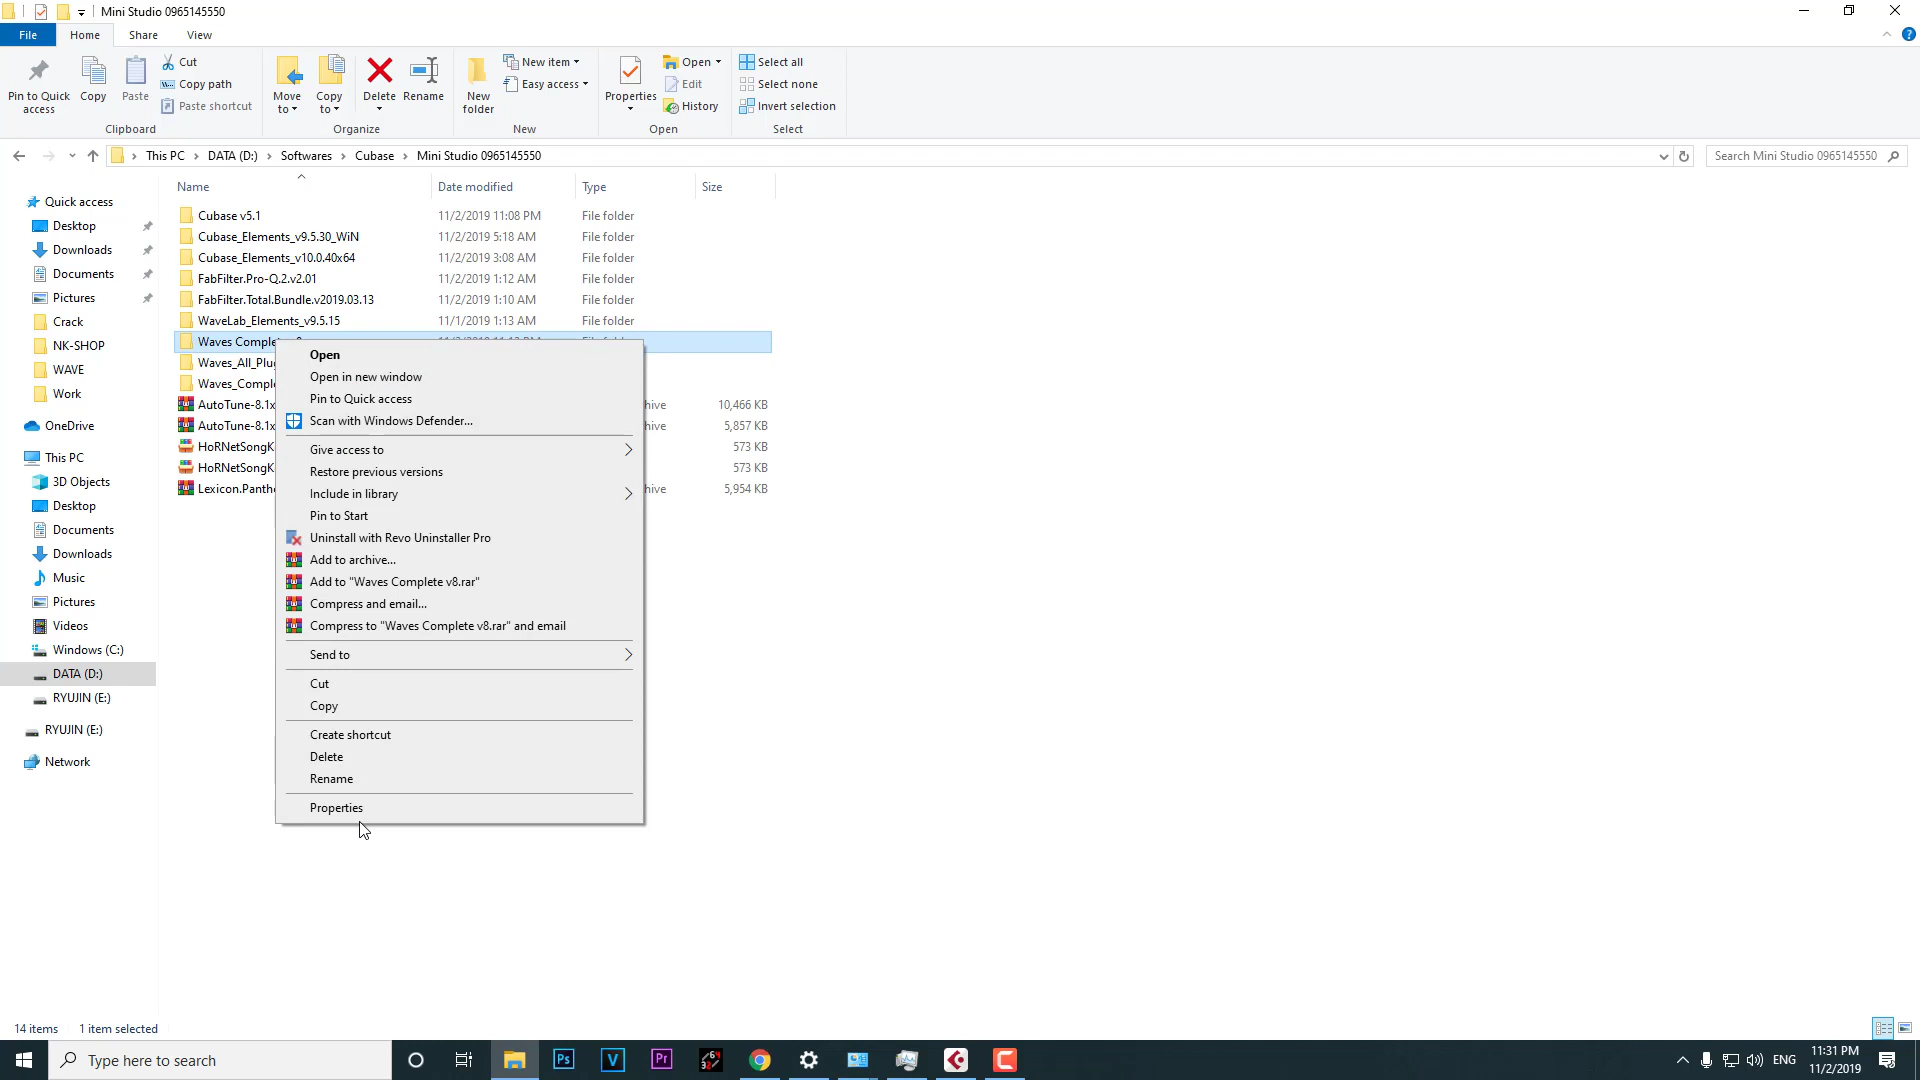 Mini Studio 0965145550
File Home Share View
Pin to Quick access
Copy
Paste
Cut
Copy path
Paste shortcut
Clipboard
Move to
Copy to
Delete
Rename
Organize
New folder
New item
Easy access
New
Properties
Open
Edit
History
Open
Select all
Select none
Invert selection
Select
This PC DATA (D:) Softwares Cubase Mini Studio 0965145550
Search Mini Studio 0965145550
Name Date modified Type Size
Cubase v5.1 11/2/2019 11:08 PM File folder
Cubase_Elements_v9.5.30_WiN 11/2/2019 5:18 AM File folder
Cubase_Elements_v10.0.40x64 11/2/2019 3:08 AM File folder
FabFilter.Pro-Q.2.v2.01 11/2/2019 1:12 AM File folder
FabFilter.Total.Bundle.v2019.03.13 11/2/2019 1:10 AM File folder
WaveLab_Elements_v9.5.15 11/1/2019 1:13 AM File folder
Waves Comple
Waves_All_Plu
Waves_Compl
AutoTune-8.1x hive 10,466 KB
AutoTune-8.1x hive 5,857 KB
HoRNetSongK 573 KB
HoRNetSongK 573 KB
Lexicon.Panthe hive 5,954 KB
Quick access
Desktop
Downloads
Documents
Pictures
Crack
NK-SHOP
WAVE
Work
OneDrive
This PC
3D Objects
Desktop
Documents
Downloads
Music
Pictures
Videos
Windows (C:)
DATA (D:)
RYUJIN (E:)
RYUJIN (E:)
Network
Open
Open in new window
Pin to Quick access
Scan with Windows Defender...
Give access to
Restore previous versions
Include in library
Pin to Start
Uninstall with Revo Uninstaller Pro
Add to archive...
Add to "Waves Complete v8.rar"
Compress and email...
Compress to "Waves Complete v8.rar" and email
Send to
Cut
Copy
Create shortcut
Delete
Rename
Properties
14 items 1 item selected
Type here to search
Ps
V
Pr
ENG
11:31 PM
11/2/2019